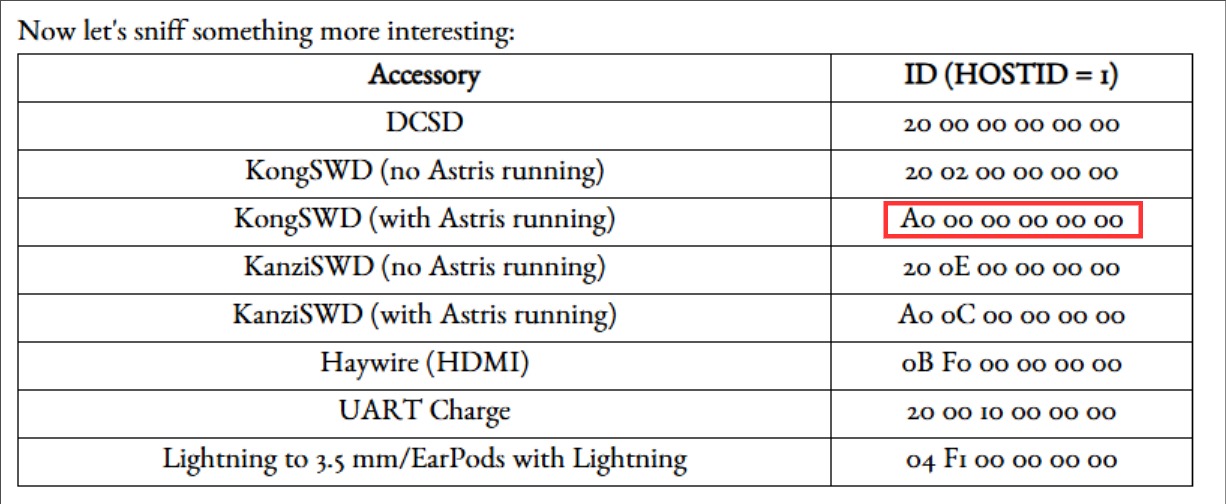 Now let's sniff something more interesting:
Accessory ID (HOSTID = 1)
DCSD 20 00 00 00 00 00
KongSWD (no Astris running) 20 02 00 00 00 00
KongSWD (with Astris running) A0 00 00 00 00 00
KanziSWD (no Astris running) 20 0E 00 00 00 00
KanziSWD (with Astris running) A0 0C 00 00 00 00
Haywire (HDMI) 0B F0 00 00 00 00
UART Charge 20 00 10 00 00 00
Lightning to 3.5 mm/EarPods with Lightning 04 F1 00 00 00 00